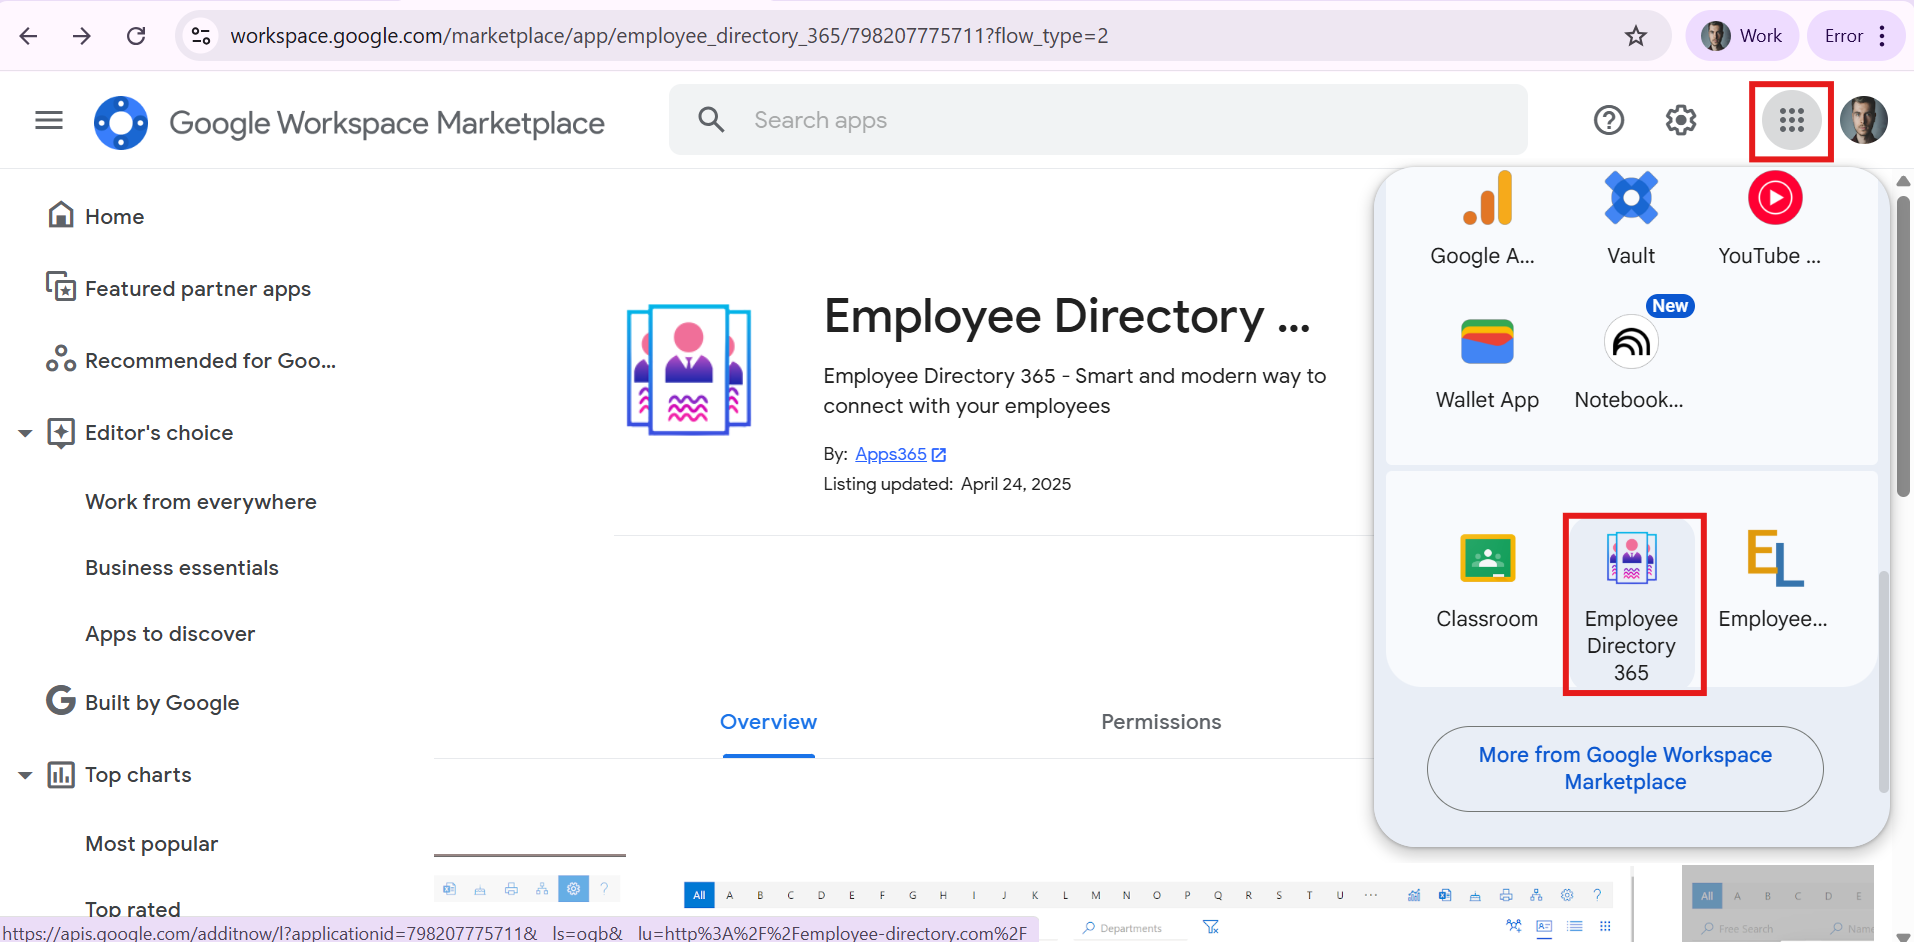 workspace.google.com/marketplace/app/employee_directory_365/798207775711?flow_type=2
Work
Error
Google Workspace Marketplace
Search apps
Home
Featured partner apps
Recommended for Goo...
Editor's choice
Work from everywhere
Business essentials
Apps to discover
Built by Google
Top charts
Most popular
Top rated
Employee Directory ...
Employee Directory 365 - Smart and modern way to
connect with your employees
By: Apps365
Listing updated: April 24, 2025
Overview
Permissions
Google A...
Vault
YouTube ...
New
Wallet App
Notebook...
Classroom
Employee
Directory
365
EL
Employee...
More from Google Workspace
Marketplace
All A B C D E F G H I J K L M N O P Q R S T U ...
Departments
All A B C D E
Free Search
Name
https://apis.google.com/additnow/l?applicationid=798207775711&__ls=ogb&__lu=http%3A%2F%2Femployee-directory.com%2F